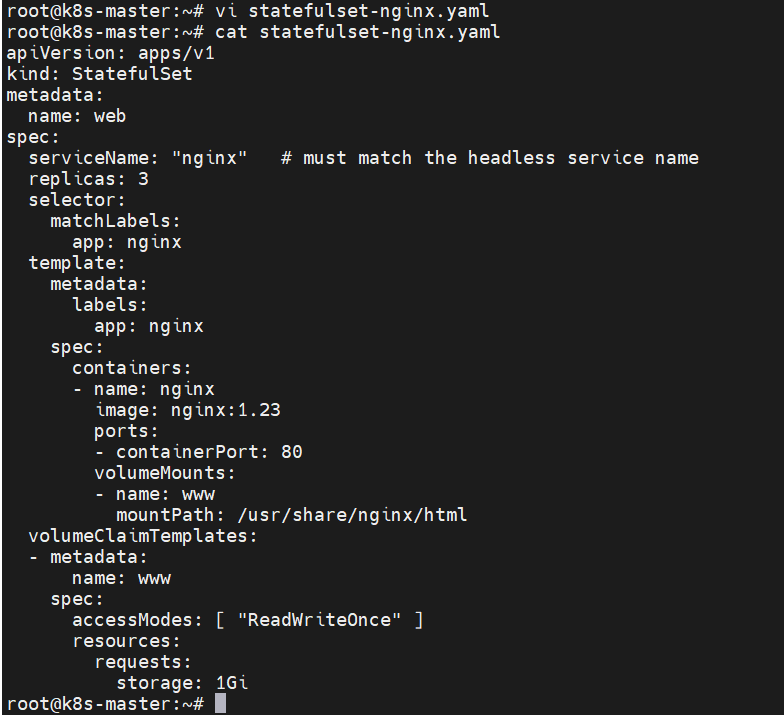 root@k8s-master:~# vi statefulset-nginx.yaml
root@k8s-master:~# cat statefulset-nginx.yaml
apiVersion: apps/v1
kind: StatefulSet
metadata:
  name: web
spec:
  serviceName: "nginx"   # must match the headless service name
  replicas: 3
  selector:
    matchLabels:
      app: nginx
  template:
    metadata:
      labels:
        app: nginx
    spec:
      containers:
      - name: nginx
        image: nginx:1.23
        ports:
        - containerPort: 80
        volumeMounts:
        - name: www
          mountPath: /usr/share/nginx/html
  volumeClaimTemplates:
  - metadata:
      name: www
    spec:
      accessModes: [ "ReadWriteOnce" ]
      resources:
        requests:
          storage: 1Gi
root@k8s-master:~#